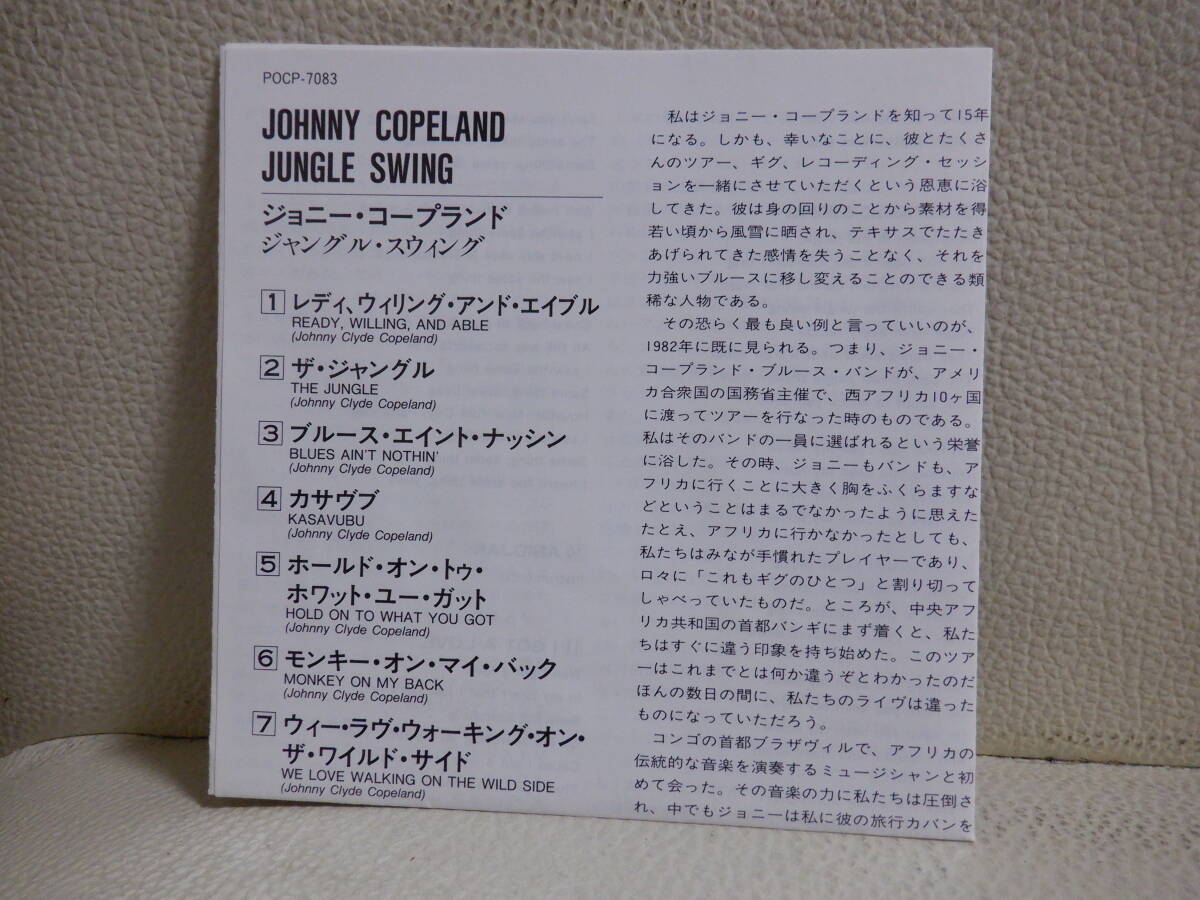 POCP-7083
JOHNNY COPELAND
JUNGLE SWING
ジョニー・コープランド
ジャングル・スウィング
1 レディ、ウィリング・アンド・エイブル
READY, WILLING, AND ABLE
(Johnny Clyde Copeland)
2 ザ・ジャングル
THE JUNGLE
(Johnny Clyde Copeland)
3 ブルース・エイント・ナッシン
BLUES AIN'T NOTHIN'
(Johnny Clyde Copeland)
4 カサヴブ
KASAVUBU
(Johnny Clyde Copeland)
5 ホールド・オン・トゥ・
ホワット・ユー・ガット
HOLD ON TO WHAT YOU GOT
(Johnny Clyde Copeland)
6 モンキー・オン・マイ・バック
MONKEY ON MY BACK
(Johnny Clyde Copeland)
7 ウィー・ラヴ・ウォーキング・オン・
ザ・ワイルド・サイド
WE LOVE WALKING ON THE WILD SIDE
(Johnny Clyde Copeland)
私はジョニー・コープランドを知って15年
になる。しかも、幸いなことに、彼とたくさ
んのツアー、ギグ、レコーディング・セッシ
ョンを一緒にさせていただくという恩恵に浴
してきた。彼は身の回りのことから素材を得
若い頃から風雪に晒され、テキサスでたたき
あげられてきた感情を失うことなく、それを
力強いブルースに移し変えることのできる類
稀な人物である。
その恐らく最も良い例と言っていいのが、
1982年に既に見られる。つまり、ジョニー・
コープランド・ブルース・バンドが、アメリ
カ合衆国の国務省主催で、西アフリカ10ヶ国
に渡ってツアーを行なった時のものである。
私はそのバンドの一員に選ばれるという栄誉
に浴した。その時、ジョニーもバンドも、ア
フリカに行くことに大きく胸をふくらますな
どということはまるでなかったように思えた
たとえ、アフリカに行かなかったとしても、
私たちはみなが手慣れたプレイヤーであり、
口々に「これもギグのひとつ」と割り切って
しゃべっていたものだ。ところが、中央アフ
リカ共和国の首都バンギにまず着くと、私た
ちはすぐに違う印象を持ち始めた。このツア
ーはこれまでとは何か違うぞとわかったのだ
ほんの数日の間に、私たちのライヴは違った
ものになっていただろう。
コンゴの首都ブラザヴィルで、アフリカの
伝統的な音楽を演奏するミュージシャンと初
めて会った。その音楽の力に私たちは圧倒さ
れ、中でもジョニーは私に彼の旅行カバンを